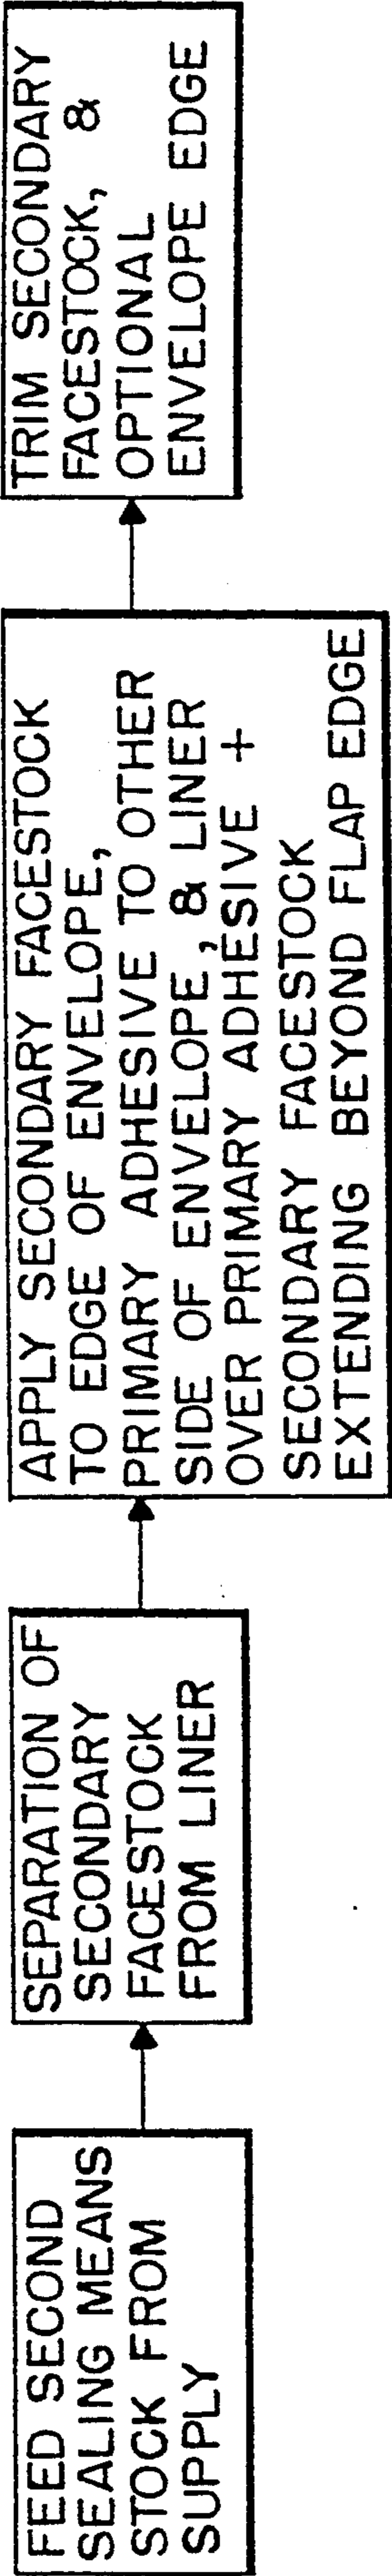 FEED SECOND
SEALING MEANS
STOCK FROM
SUPPLY
SEPARATION OF
SECONDARY
FACESTOCK
FROM LINER
APPLY SECONDARY FACESTOCK
TO EDGE OF ENVELOPE,
PRIMARY ADHESIVE TO OTHER
SIDE OF ENVELOPE, & LINER
OVER PRIMARY ADHESIVE +
SECONDARY FACESTOCK
EXTENDING BEYOND FLAP EDGE
TRIM SECONDARY
FACESTOCK, &
OPTIONAL
ENVELOPE EDGE